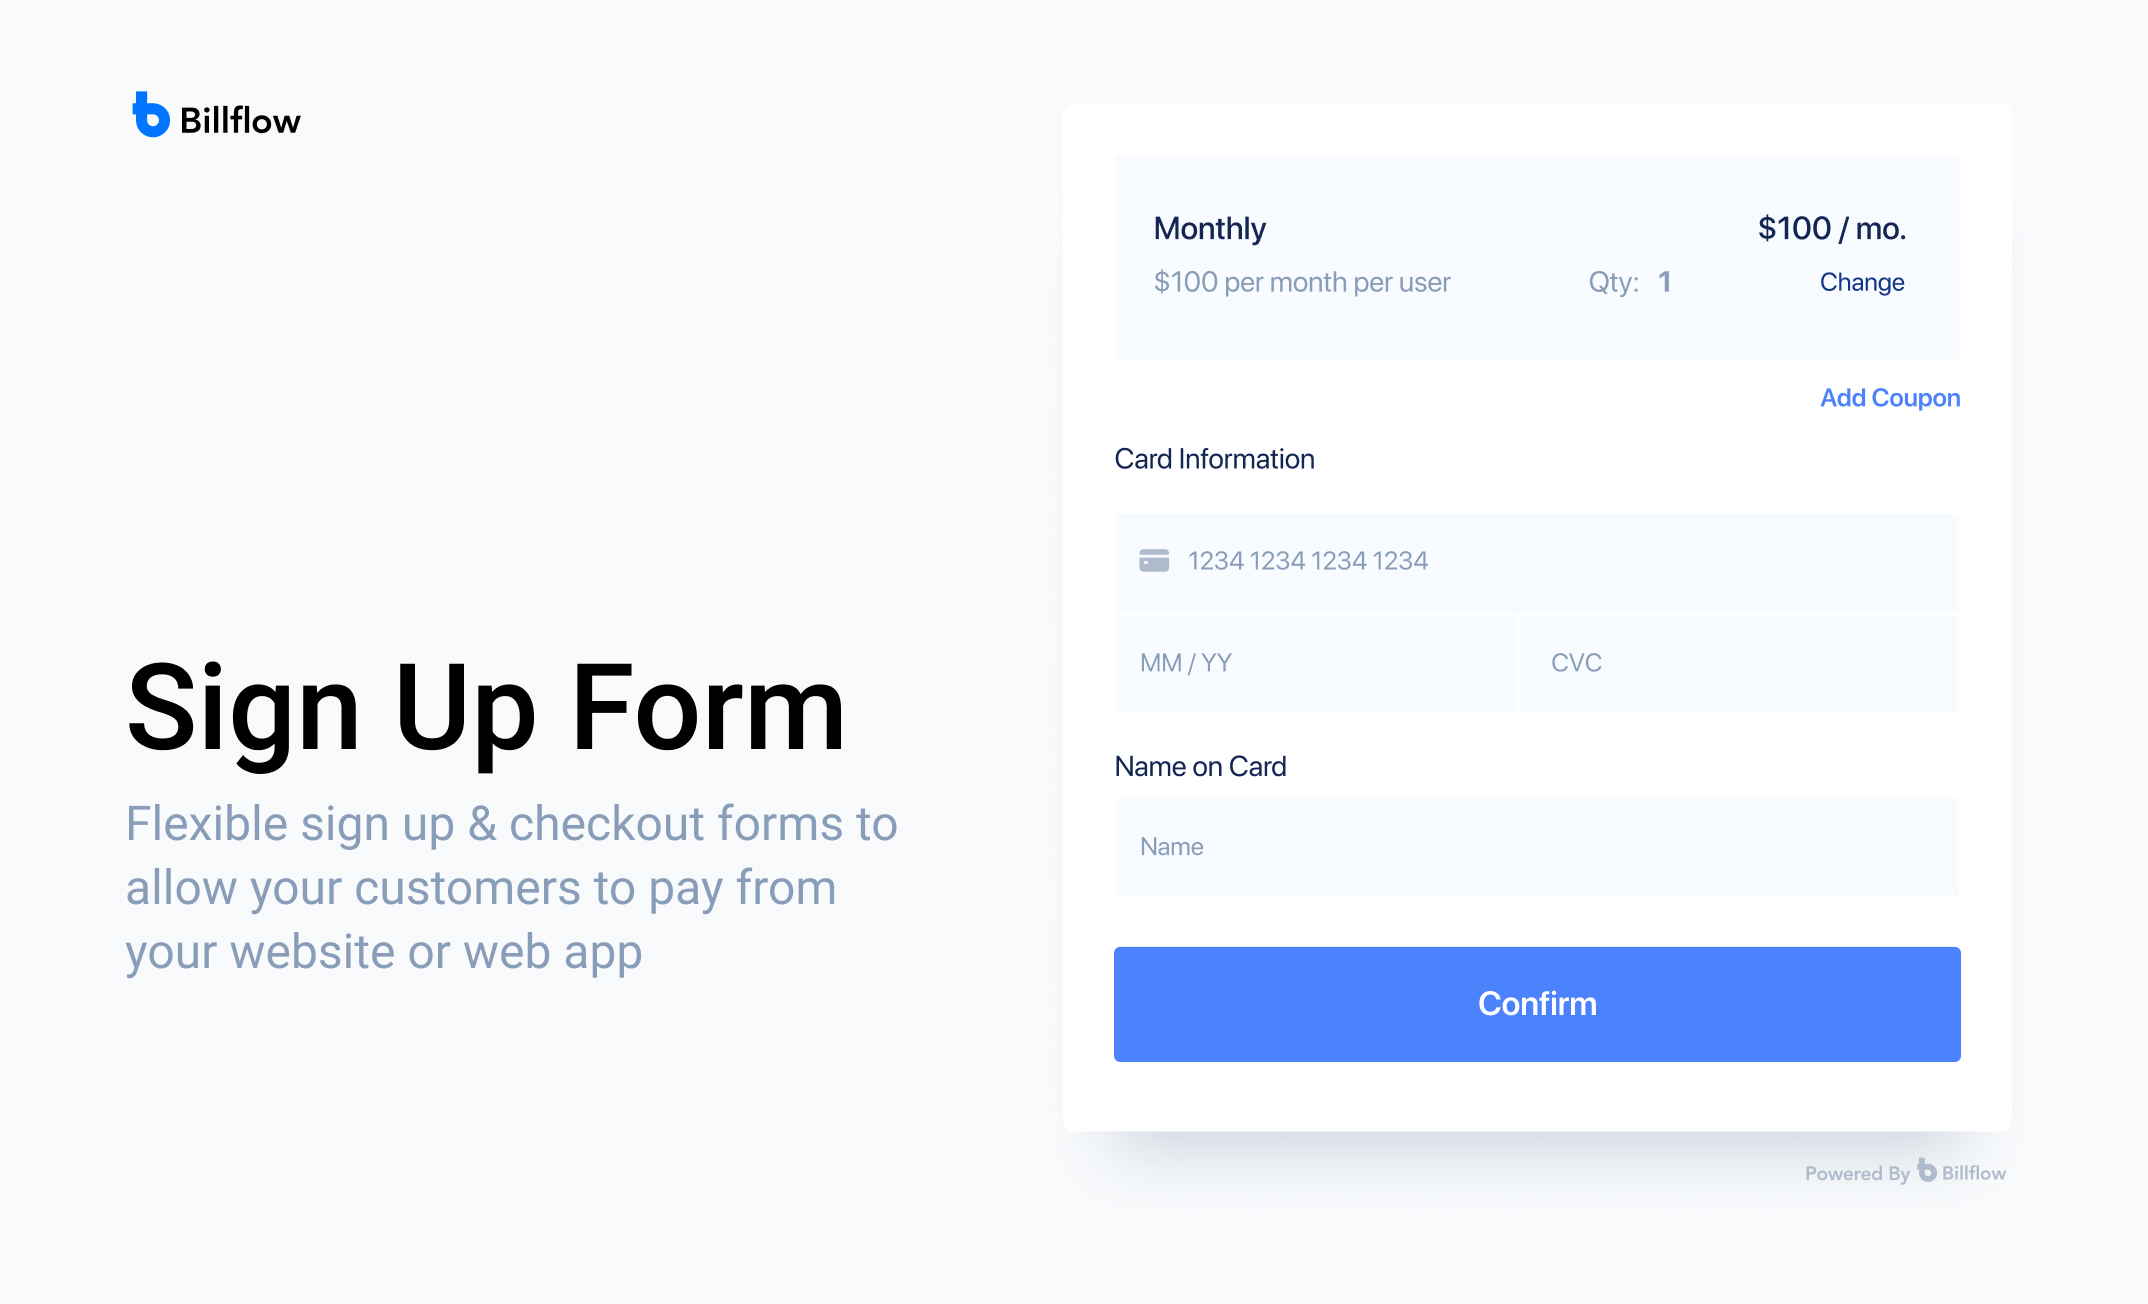 Billflow
Sign Up Form
Flexible sign up & checkout forms to
allow your customers to pay from
your website or web app
Monthly $100 / mo.
$100 per month per user Qty: 1 Change
Add Coupon
Card Information
1234 1234 1234 1234
MM / YY CVC
Name on Card
Name
Confirm
Powered By Billflow